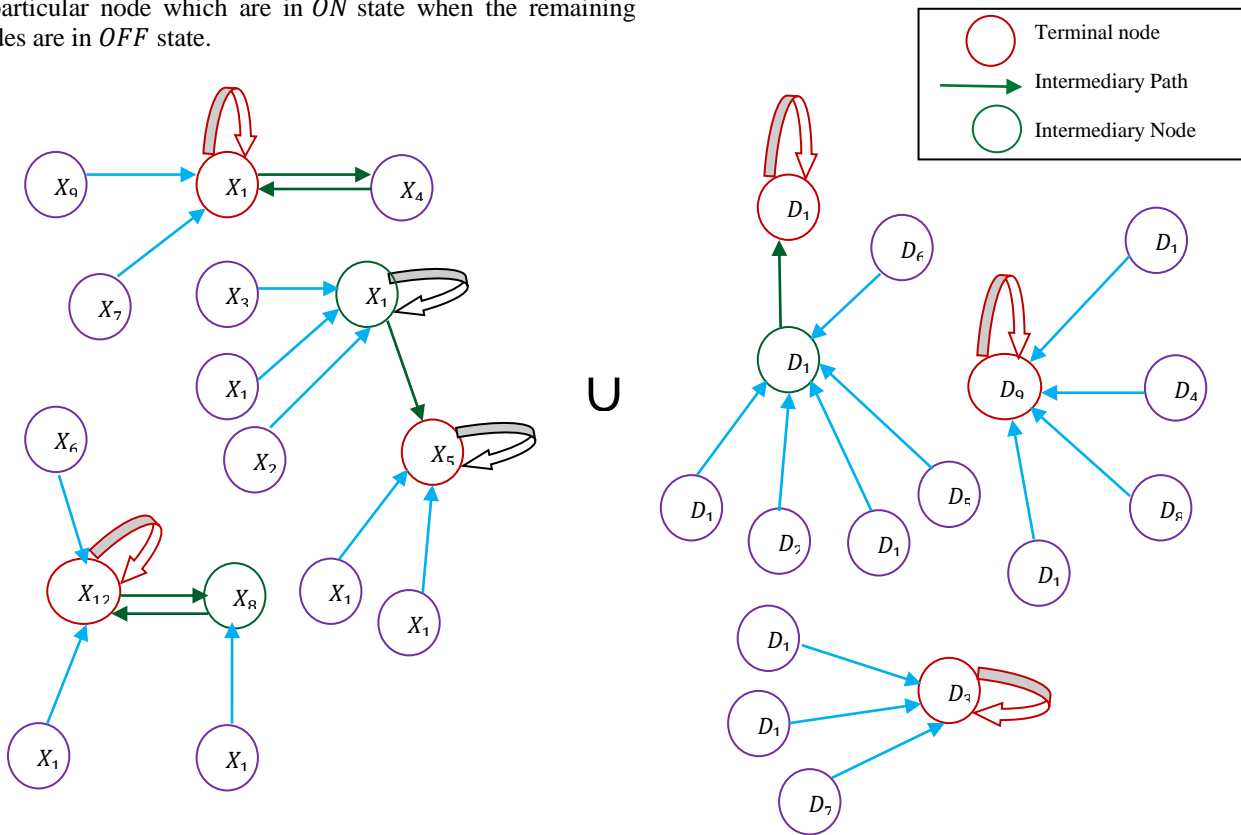 particular node which are in ON state when the remaining
des are in OFF state.
Terminal node
Intermediary Path
Intermediary Node
X₉
X₁
X₄
X₇
X₃
X₁
X₁
X₂
X₅
X₆
X₁₂
X₈
X₁
X₁
X₁
X₁
∪
D₁
D₆
D₁
D₁
D₉
D₄
D₁
D₂
D₁
D₅
D₈
D₁
D₁
D₃
D₁
D₇